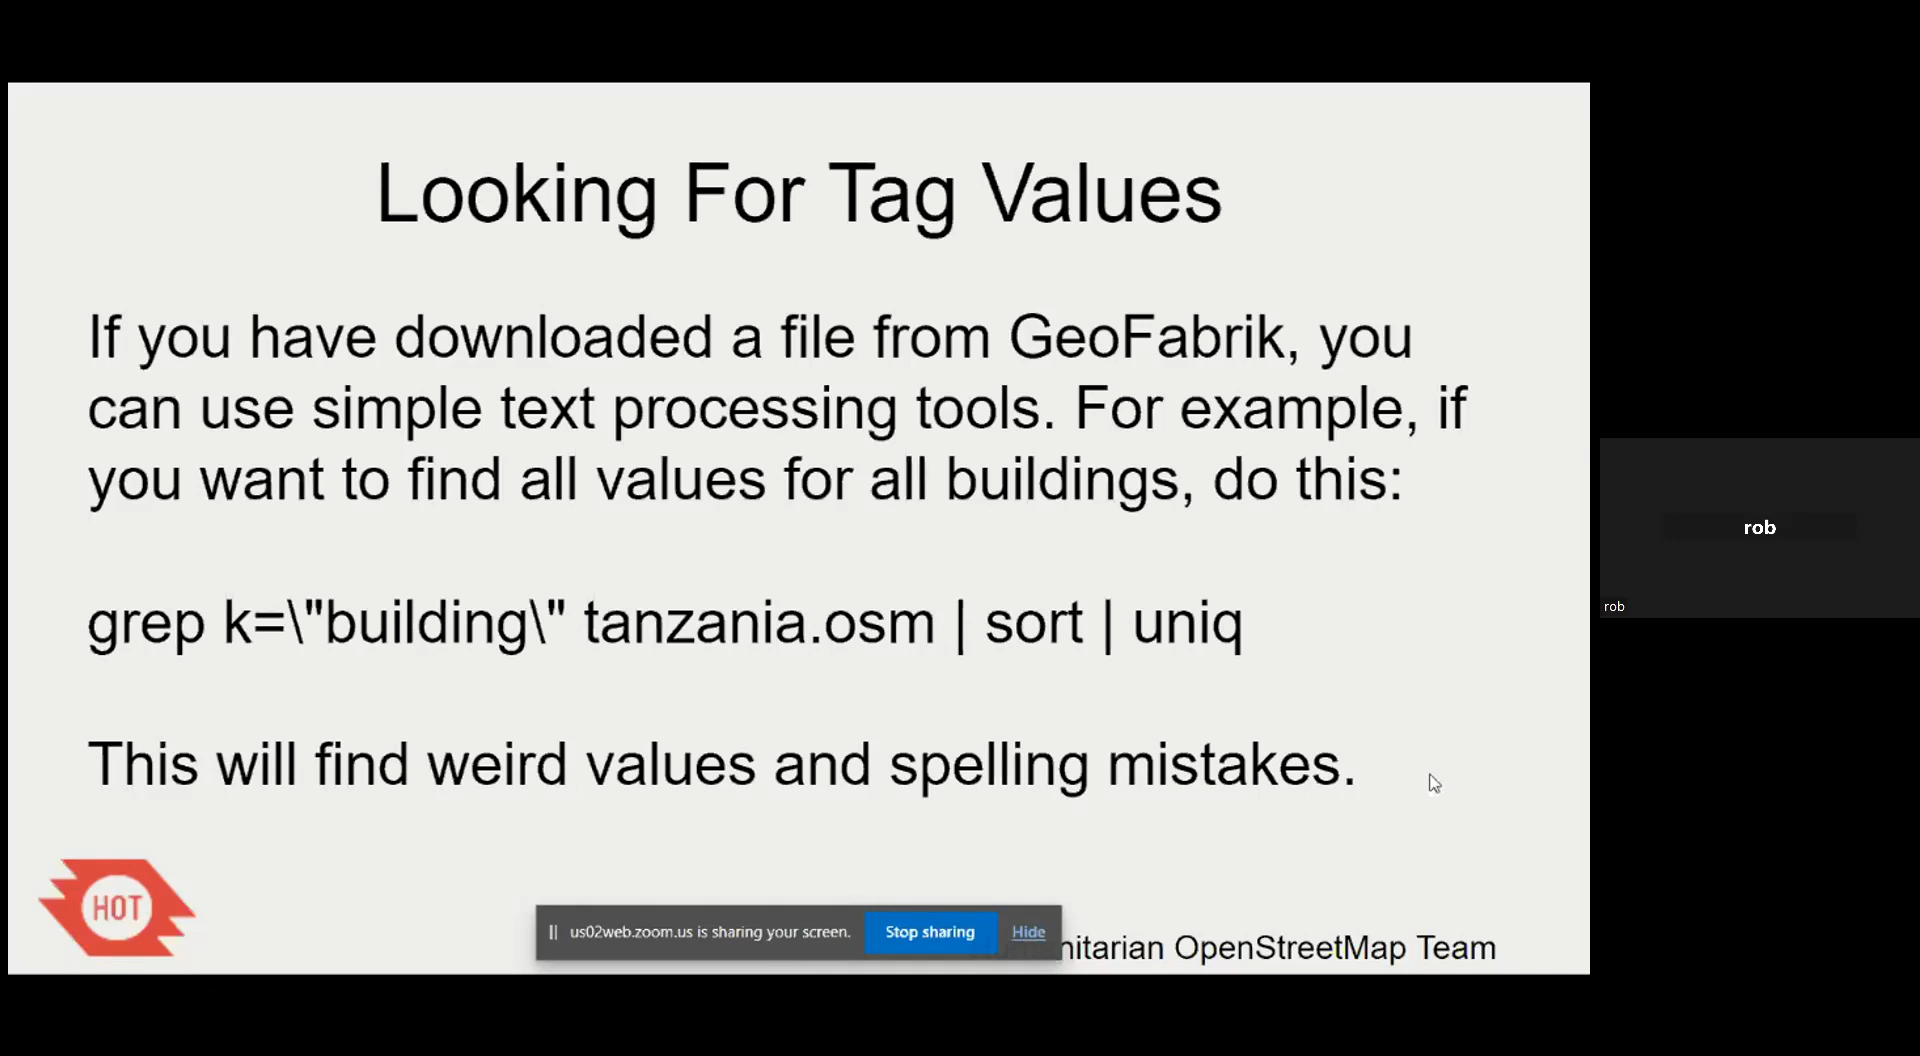 Looking For Tag Values
If you have downloaded a file from GeoFabrik, you
can use simple text processing tools. For example, if
you want to find all values for all buildings, do this:
grep k=\"building\" tanzania.osm | sort | uniq
This will find weird values and spelling mistakes.
rob
rob
HOT
us02web.zoom.us is sharing your screen. Stop sharing Hide
OpenStreetMap Team